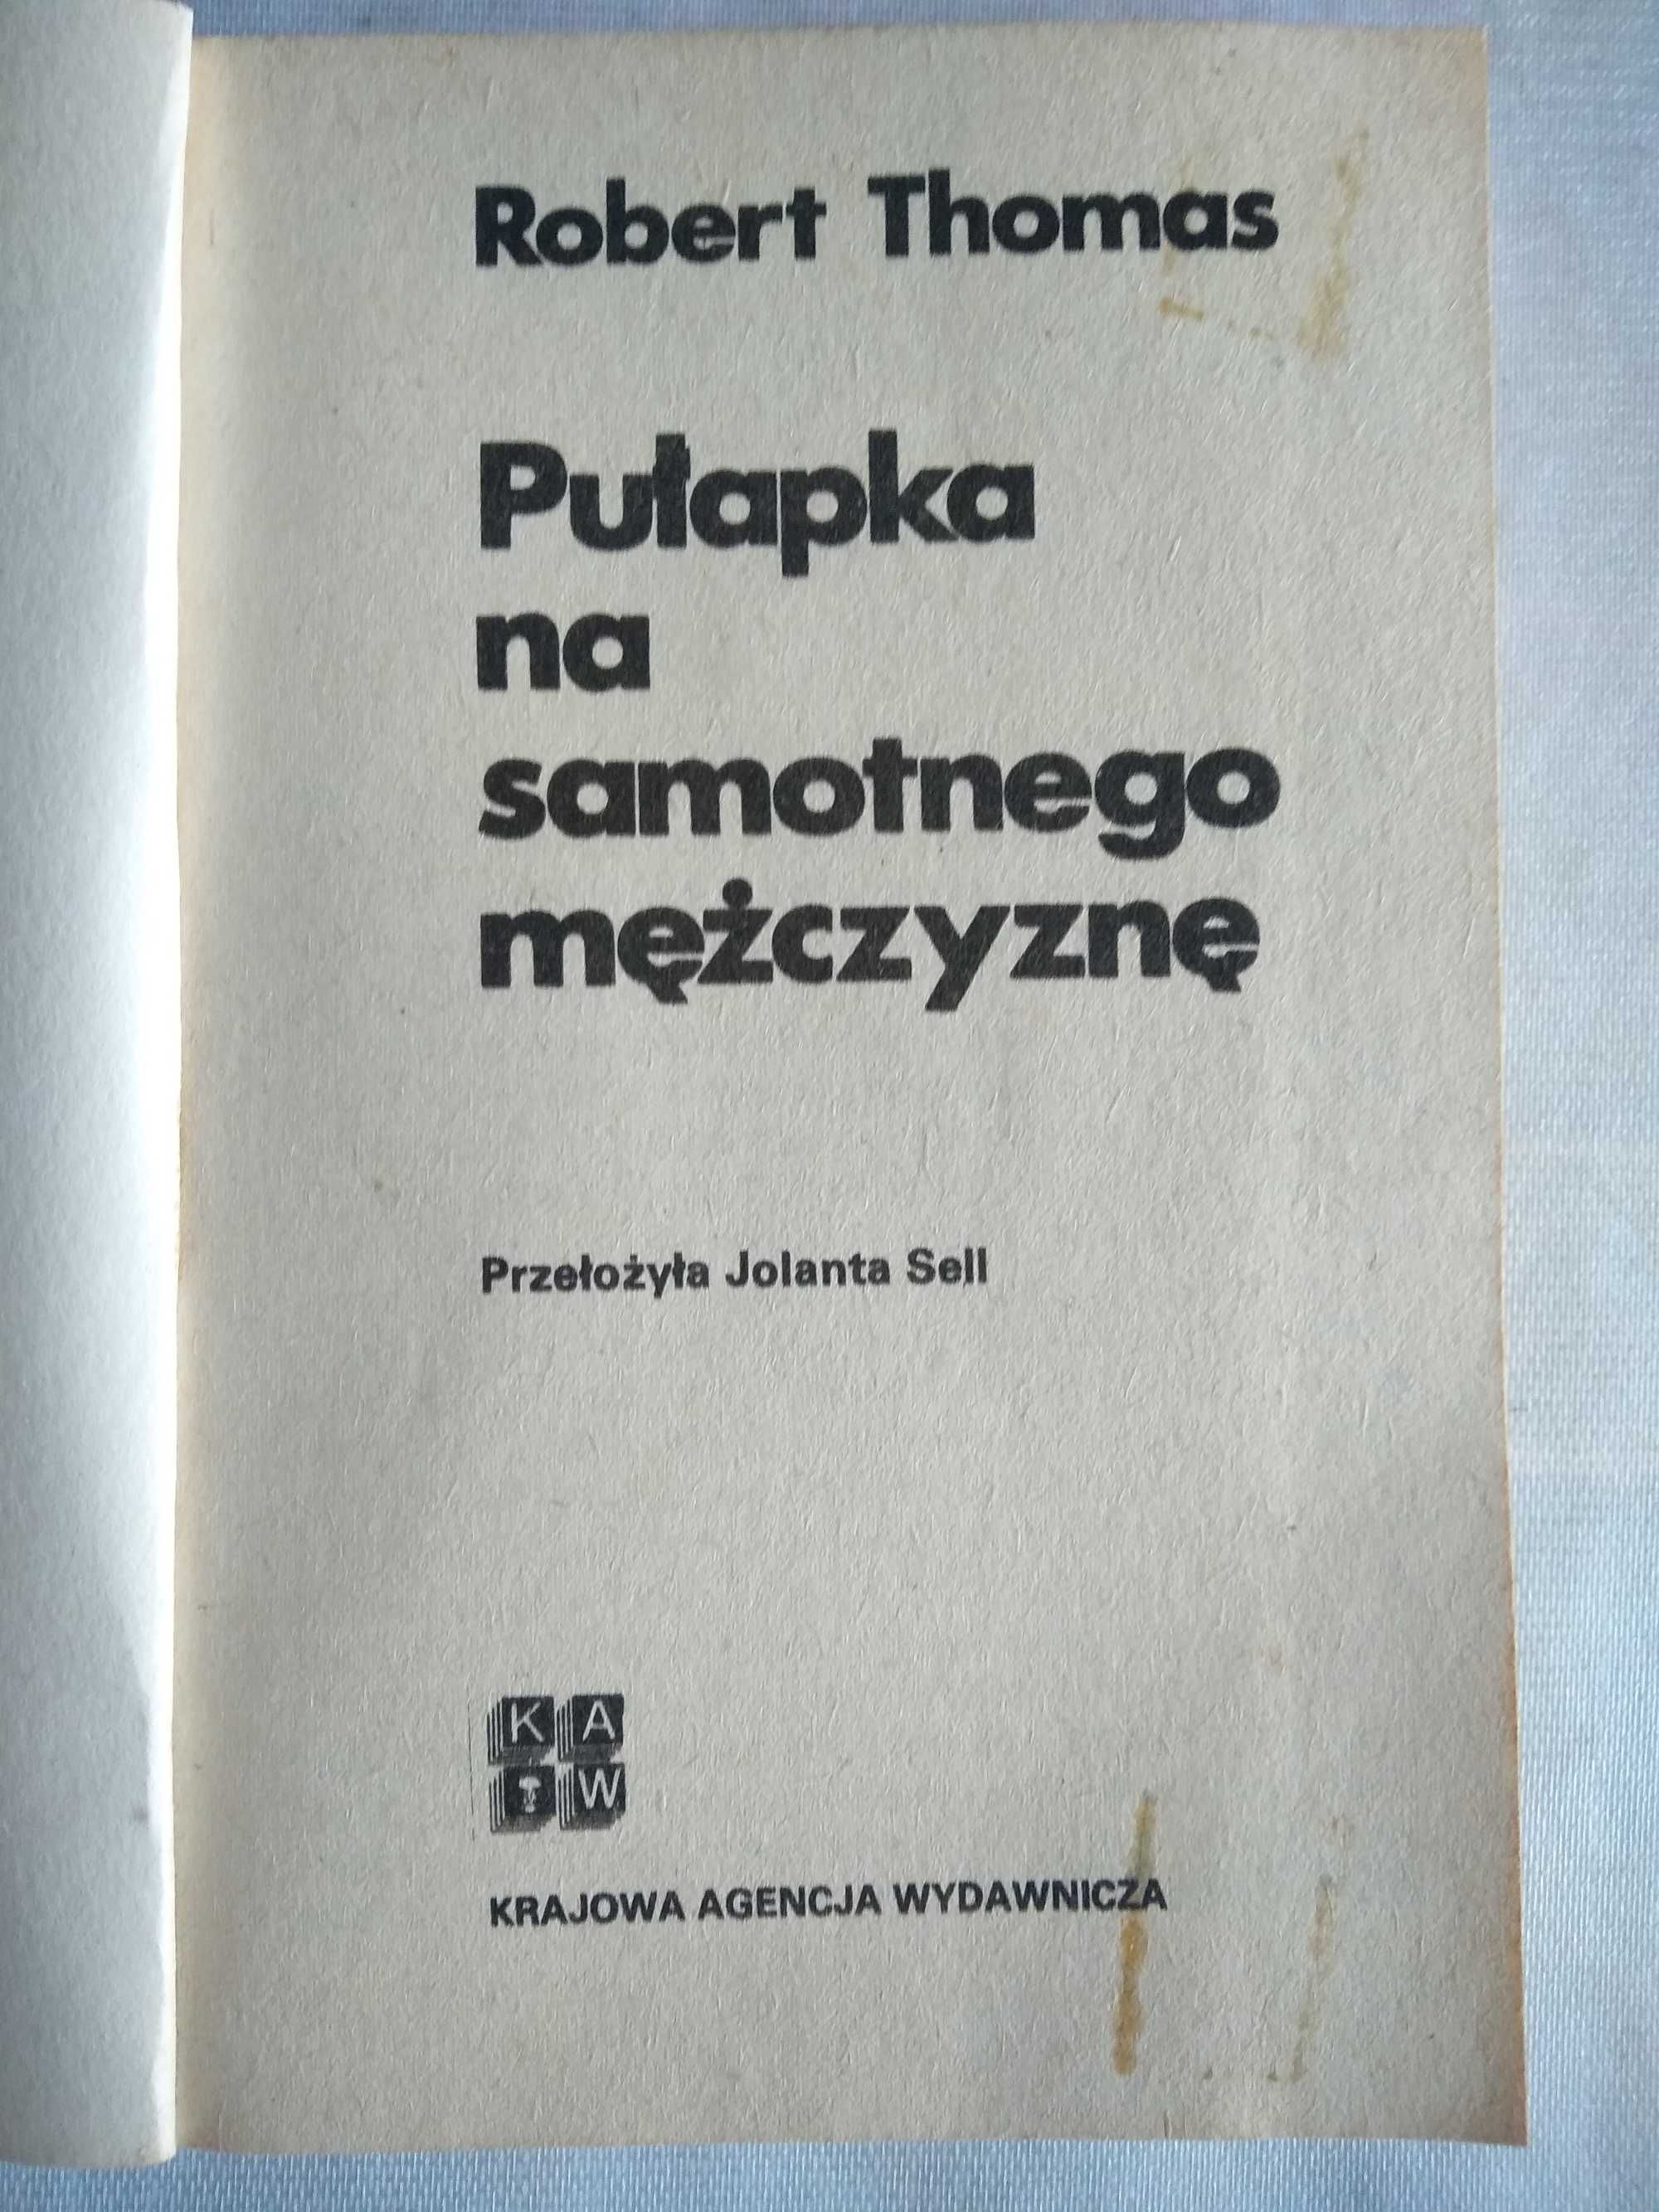 Robert Thomas
Pułapka
na
samotnego
mężczyznę
Przełożyła Jolanta Sell
K A
W
KRAJOWA AGENCJA WYDAWNICZA